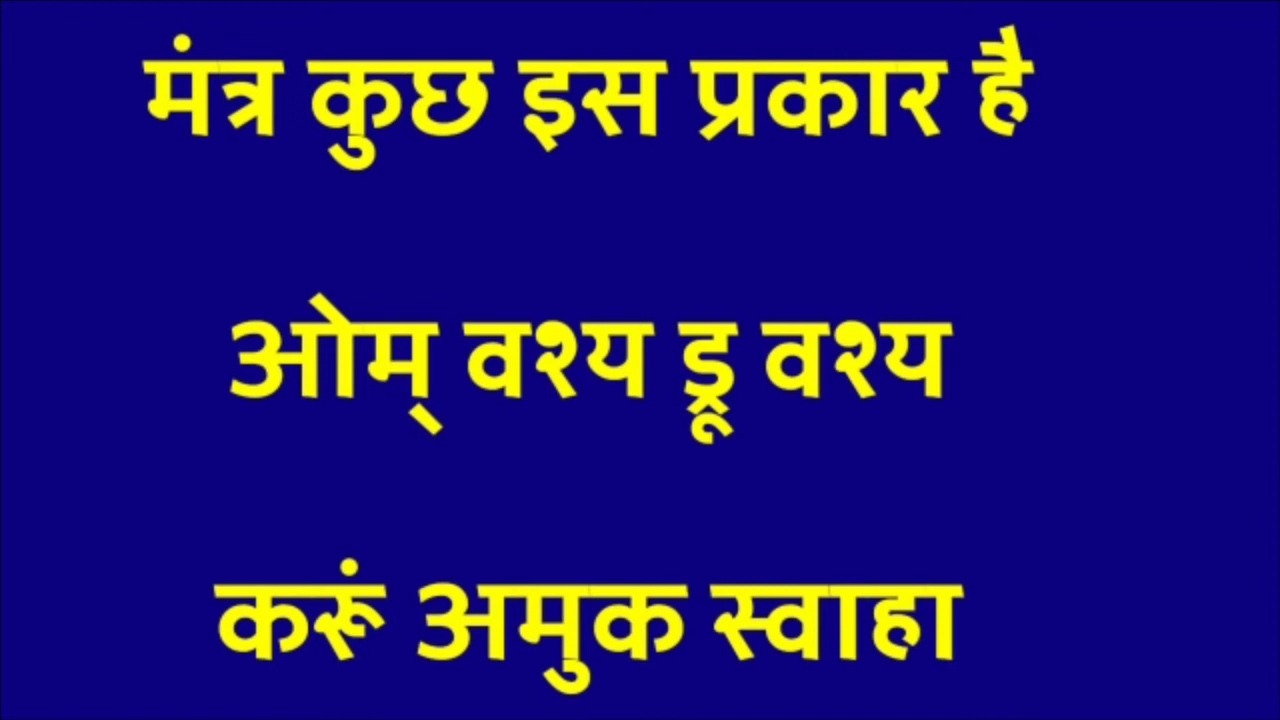 मंत्र कुछ इस प्रकार है
ओम् वश्य ड्रू वश्य
करूं अमुक स्वाहा